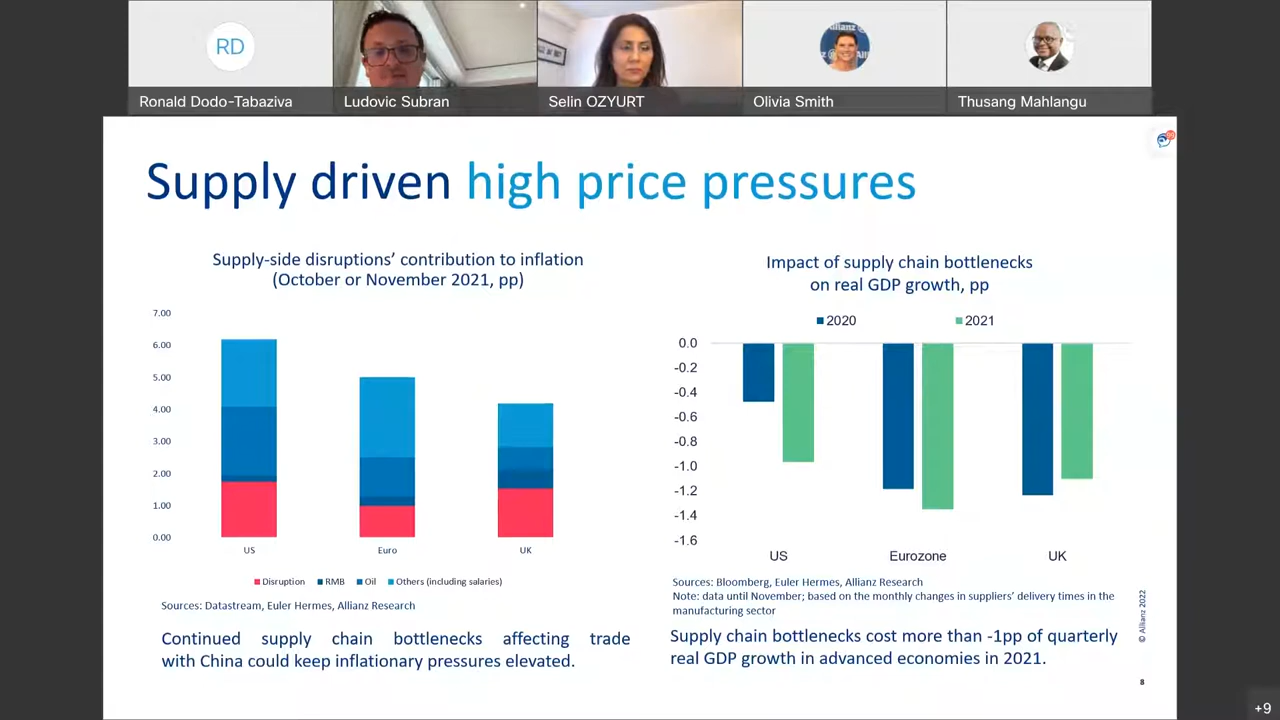 RD
Ronald Dodo-Tabaziva
Ludovic Subran
Selin OZYURT
Olivia Smith
Thusang Mahlangu
Supply driven high price pressures
Supply-side disruptions’ contribution to inflation
(October or November 2021, pp)
7.00
6.00
5.00
4.00
3.00
2.00
1.00
0.00
US
Euro
UK
Disruption
RMB
Oil
Others (including salaries)
Sources: Datastream, Euler Hermes, Allianz Research
Continued supply chain bottlenecks affecting trade
with China could keep inflationary pressures elevated.
Impact of supply chain bottlenecks
on real GDP growth, pp
2020
2021
0.0
-0.2
-0.4
-0.6
-0.8
-1.0
-1.2
-1.4
-1.6
US
Eurozone
UK
Sources: Bloomberg, Euler Hermes, Allianz Research
Note: data until November; based on the monthly changes in suppliers’ delivery times in the
manufacturing sector
Supply chain bottlenecks cost more than -1pp of quarterly
real GDP growth in advanced economies in 2021.
© Allianz 2022
8
+9